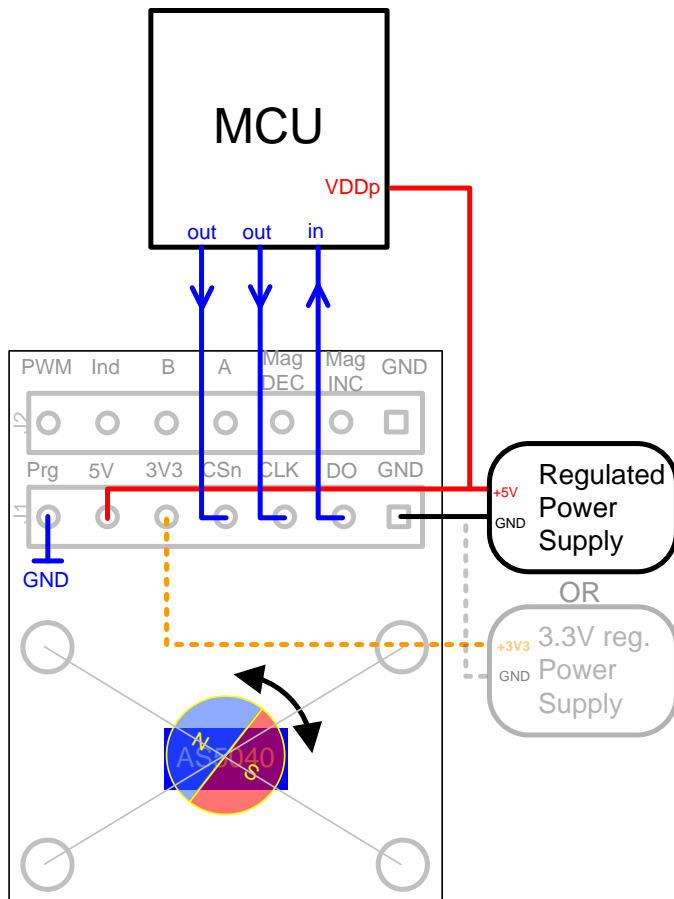 MCU
VDDp
out out in
PWM Ind B A Mag DEC Mag INC GND
J2
Prg 5V 3V3 CSn CLK DO GND
J1
GND
+5V
GND
Regulated
Power
Supply
OR
+3V3
GND
3.3V reg.
Power
Supply
AS5040
N
S